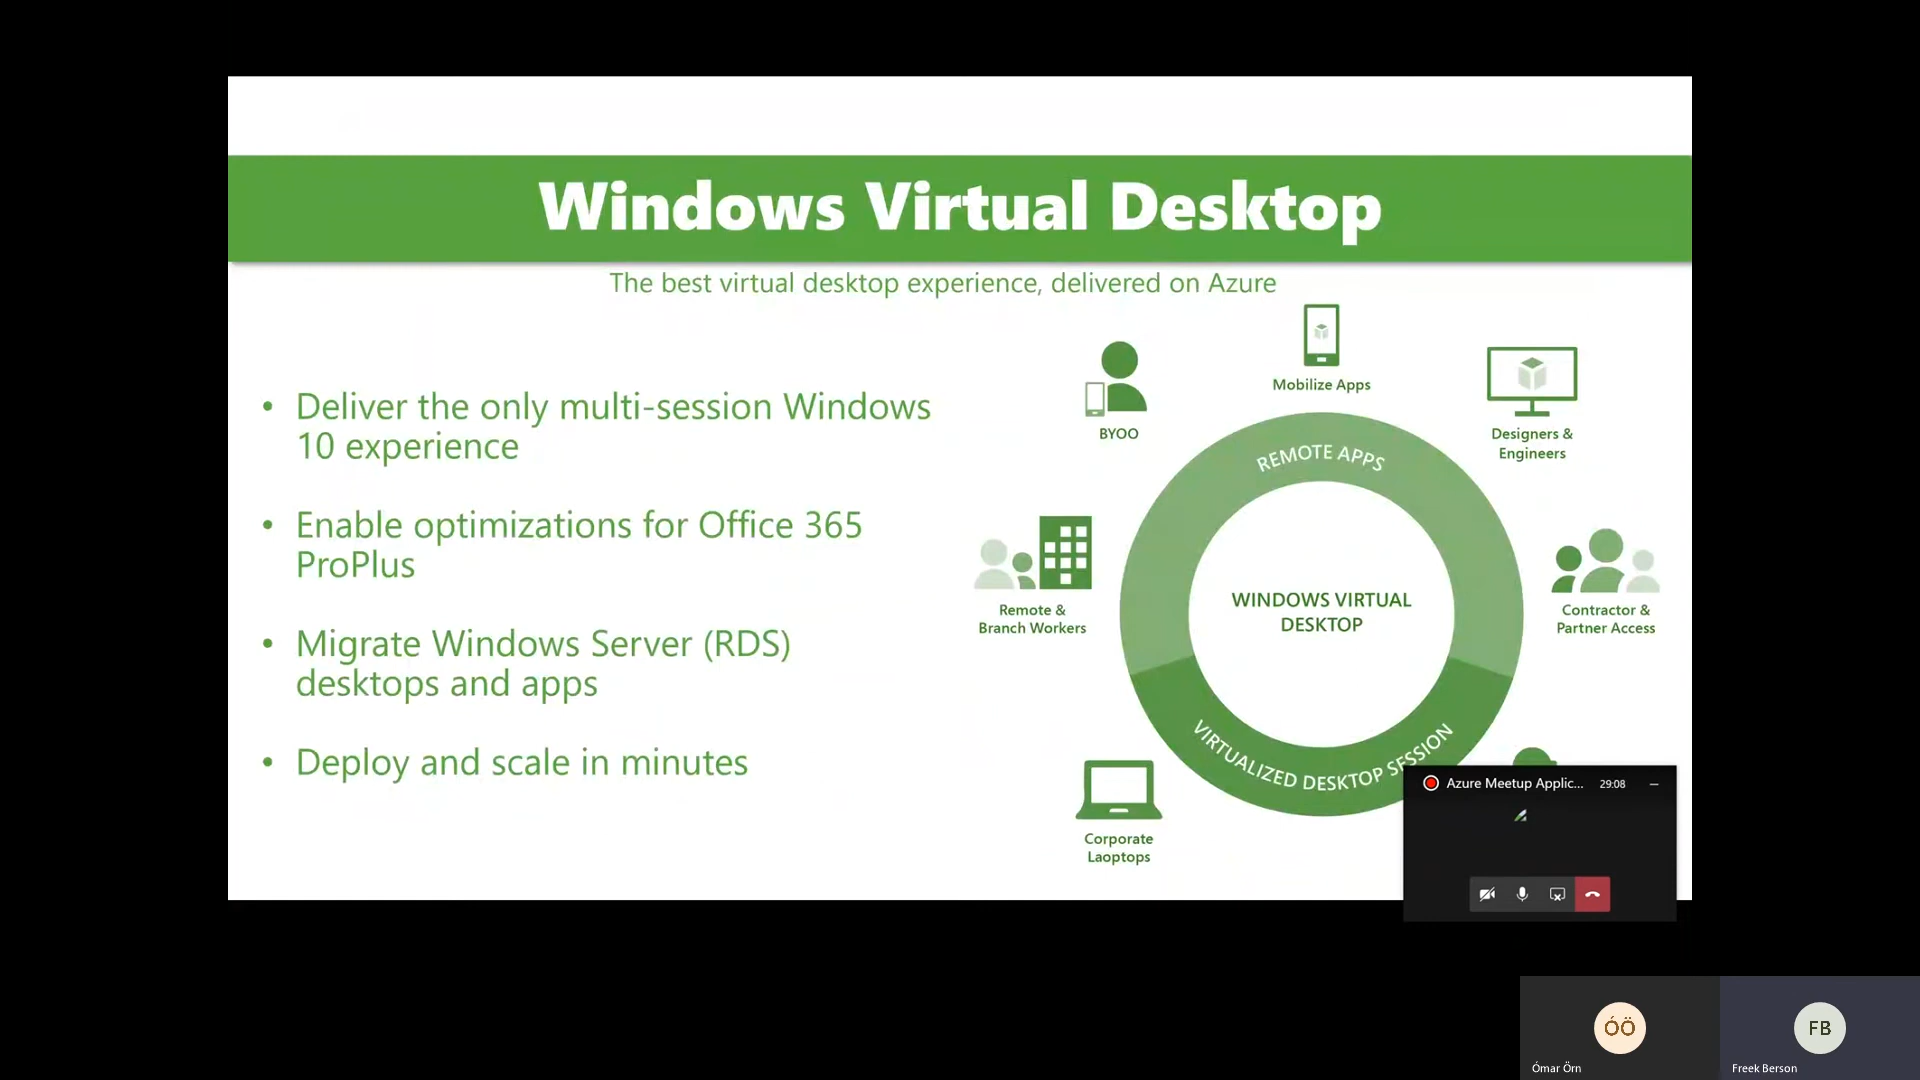 Windows Virtual Desktop
The best virtual desktop experience, delivered on Azure
• Deliver the only multi-session Windows
10 experience
• Enable optimizations for Office 365
ProPlus
• Migrate Windows Server (RDS)
desktops and apps
• Deploy and scale in minutes
Mobilize Apps
BYOO
Designers &
Engineers
REMOTE APPS
Remote &
Branch Workers
WINDOWS VIRTUAL
DESKTOP
Contractor &
Partner Access
VIRTUALIZED DESKTOP SESSION
Corporate
Laoptops
Azure Meetup Applic... 29:08
ÓÖ
FB
Ómar Örn
Freek Berson